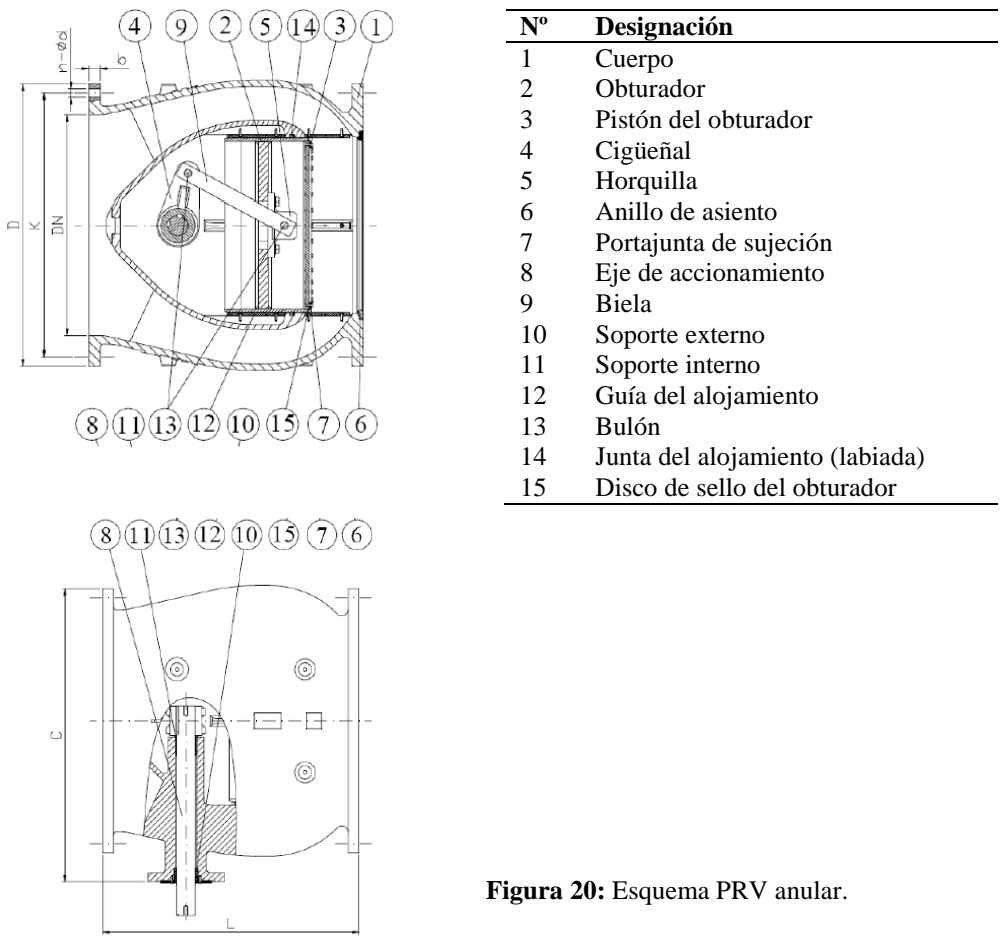 4 9 2 5 14 3 1
n-Ød
b
D
K
DN
8 11 13 12 10 15 7 6
Nº Designación
1 Cuerpo
2 Obturador
3 Pistón del obturador
4 Cigüeñal
5 Horquilla
6 Anillo de asiento
7 Portajunta de sujeción
8 Eje de accionamiento
9 Biela
10 Soporte externo
11 Soporte interno
12 Guía del alojamiento
13 Bulón
14 Junta del alojamiento (labiada)
15 Disco de sello del obturador
8 11 13 12 10 15 7 6
C
L
Figura 20: Esquema PRV anular.